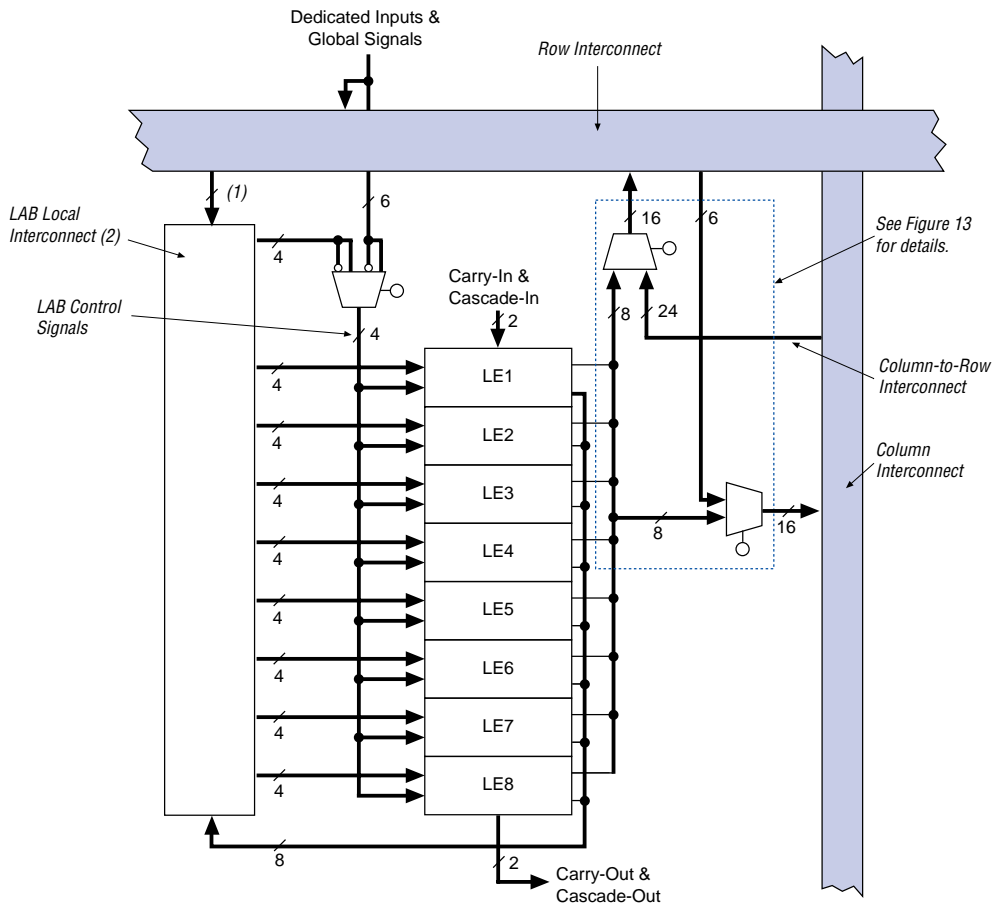 Dedicated Inputs &
Global Signals
Row Interconnect
(1)
6
16
6
LAB Local
Interconnect (2)
See Figure 13
for details.
4
Carry-In &
Cascade-In
LAB Control
Signals
4
2
8
24
Column-to-Row
Interconnect
LE1
4
LE2
4
Column
Interconnect
LE3
4
8
16
LE4
4
LE5
4
LE6
4
LE7
4
LE8
4
8
2
Carry-Out &
Cascade-Out